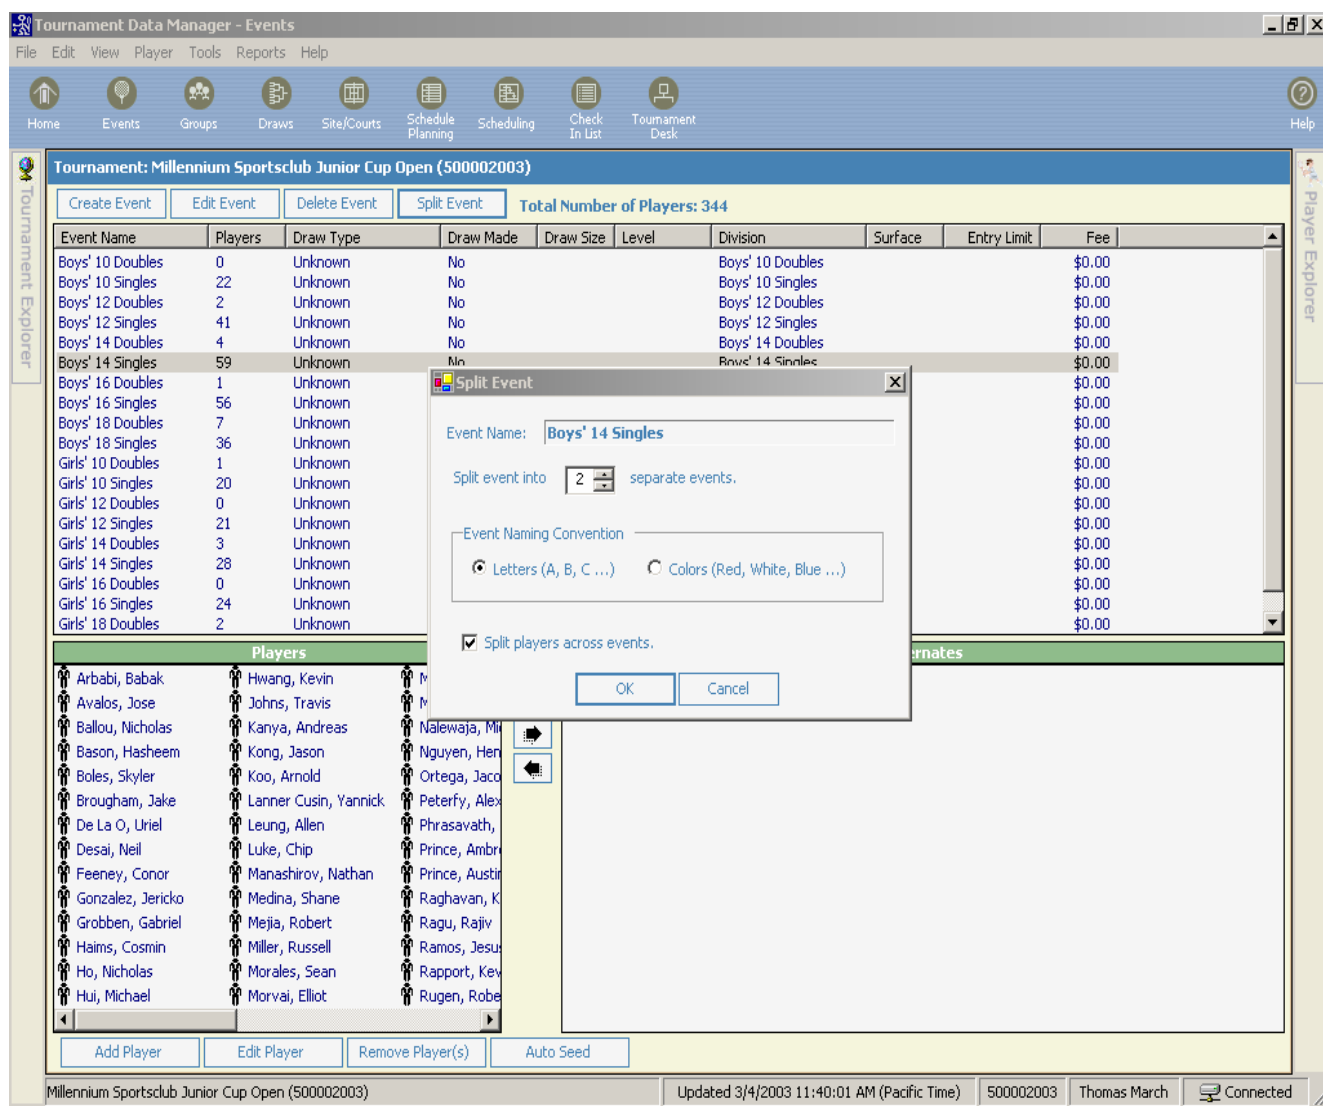 Tournament Data Manager - Events
File Edit View Player Tools Reports Help
Home Events Groups Draws Site/Courts Schedule Planning Scheduling Check In List Tournament Desk Help
Tournament Explorer
Player Explorer
Tournament: Millennium Sportsclub Junior Cup Open (500002003)
Create Event Edit Event Delete Event Split Event Total Number of Players: 344
Event Name Players Draw Type Draw Made Draw Size Level Division Surface Entry Limit Fee
Boys' 10 Doubles 0 Unknown No Boys' 10 Doubles $0.00
Boys' 10 Singles 22 Unknown No Boys' 10 Singles $0.00
Boys' 12 Doubles 2 Unknown No Boys' 12 Doubles $0.00
Boys' 12 Singles 41 Unknown No Boys' 12 Singles $0.00
Boys' 14 Doubles 4 Unknown No Boys' 14 Doubles $0.00
Boys' 14 Singles 59 Unknown No Boys' 14 Singles $0.00
Boys' 16 Doubles 1 Unknown $0.00
Boys' 16 Singles 56 Unknown $0.00
Boys' 18 Doubles 7 Unknown $0.00
Boys' 18 Singles 36 Unknown $0.00
Girls' 10 Doubles 1 Unknown $0.00
Girls' 10 Singles 20 Unknown $0.00
Girls' 12 Doubles 0 Unknown $0.00
Girls' 12 Singles 21 Unknown $0.00
Girls' 14 Doubles 3 Unknown $0.00
Girls' 14 Singles 28 Unknown $0.00
Girls' 16 Doubles 0 Unknown $0.00
Girls' 16 Singles 24 Unknown $0.00
Girls' 18 Doubles 2 Unknown $0.00
Split Event
Event Name: Boys' 14 Singles
Split event into 2 separate events.
Event Naming Convention
Letters (A, B, C ...) Colors (Red, White, Blue ...)
Split players across events.
OK Cancel
Players ernates
Arbabi, Babak Hwang, Kevin M
Avalos, Jose Johns, Travis M
Ballou, Nicholas Kanya, Andreas Nalewaja, Mi
Bason, Hasheem Kong, Jason Nguyen, Hen
Boles, Skyler Koo, Arnold Ortega, Jaco
Brougham, Jake Lanner Cusin, Yannick Peterfy, Alex
De La O, Uriel Leung, Allen Phrasavath,
Desai, Neil Luke, Chip Prince, Ambr
Feeney, Conor Manashirov, Nathan Prince, Austin
Gonzalez, Jericko Medina, Shane Raghavan, K
Grobben, Gabriel Mejia, Robert Ragu, Rajiv
Haims, Cosmin Miller, Russell Ramos, Jesus
Ho, Nicholas Morales, Sean Rapport, Kev
Hui, Michael Morvai, Elliot Rugen, Robe
Add Player Edit Player Remove Player(s) Auto Seed
Millennium Sportsclub Junior Cup Open (500002003) Updated 3/4/2003 11:40:01 AM (Pacific Time) 500002003 Thomas March Connected